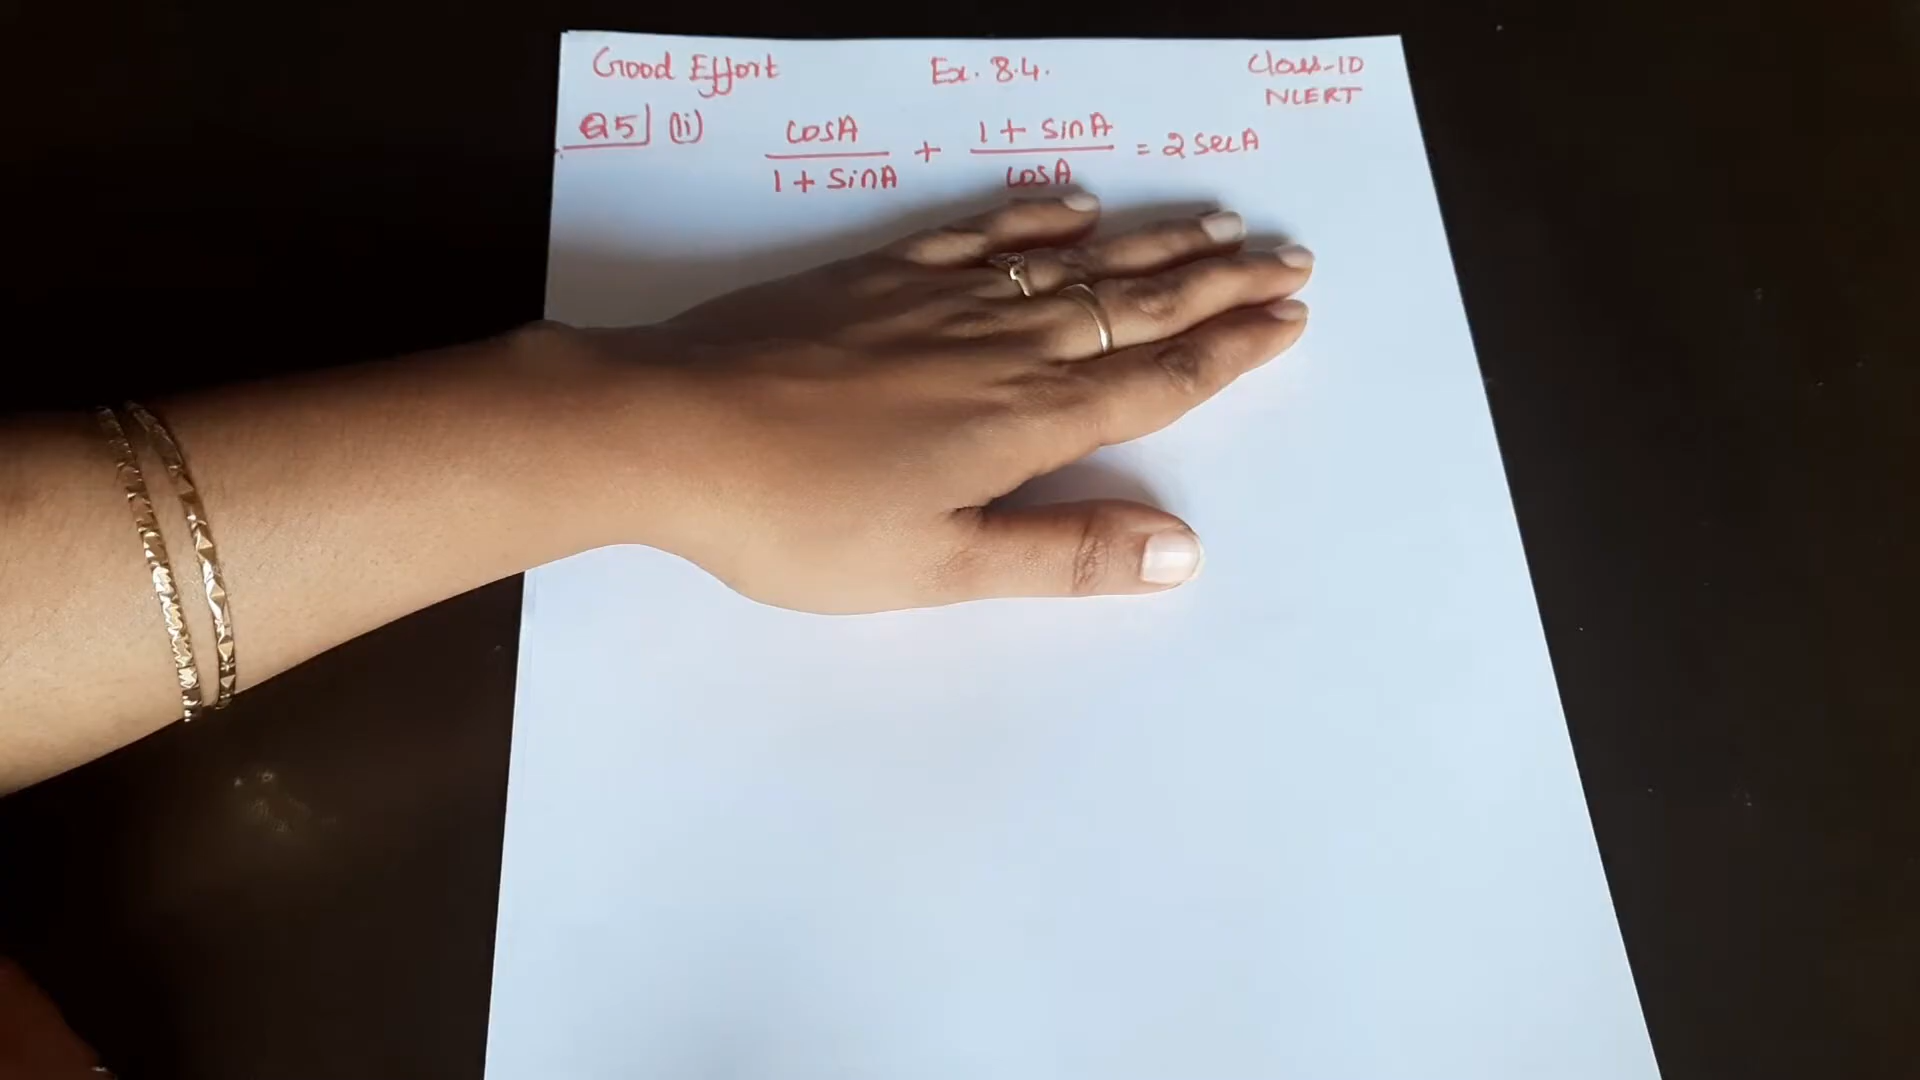 Good Effort Ex. 8.4. Class-10
NCERT
Q5 (ii) cosA / 1 + sinA + 1 + sinA / cosA = 2 secA